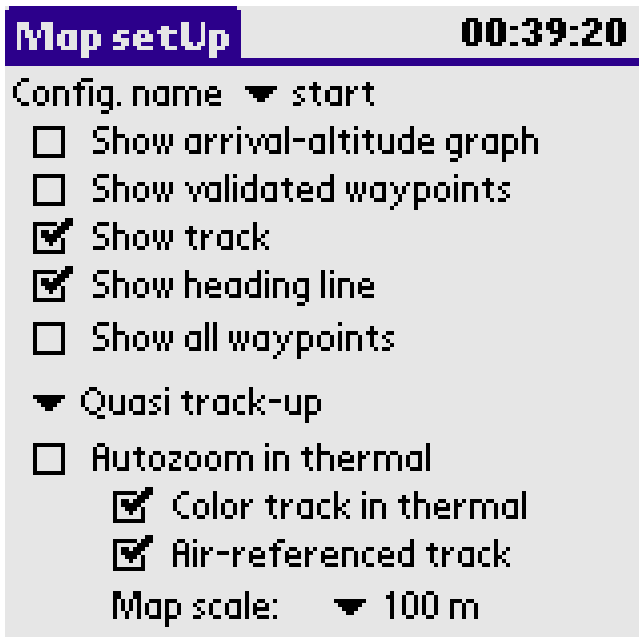 Map setUp 00:39:20
Config. name start
Show arrival-altitude graph
Show validated waypoints
Show track
Show heading line
Show all waypoints
Quasi track-up
Autozoom in thermal
Color track in thermal
Air-referenced track
Map scale: 100 m